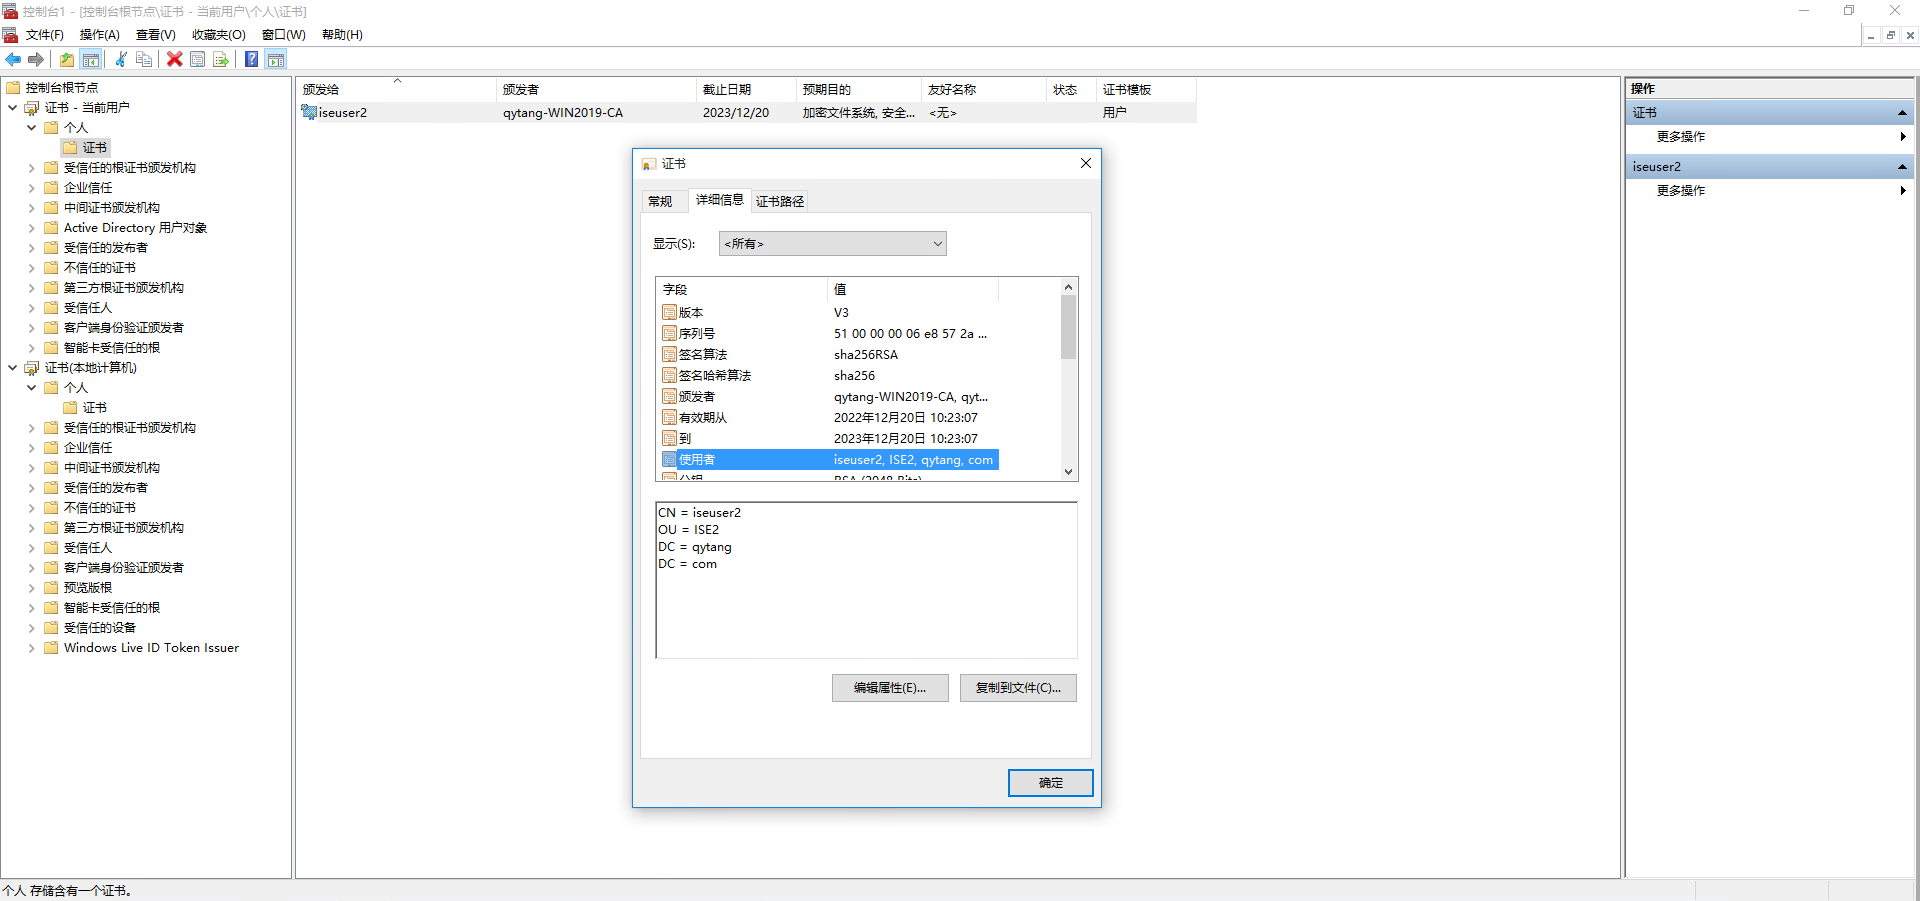 控制台1 - [控制台根节点\证书 - 当前用户\个人\证书]
文件(F) 操作(A) 查看(V) 收藏夹(O) 窗口(W) 帮助(H)
控制台根节点
证书 - 当前用户
个人
证书
受信任的根证书颁发机构
企业信任
中间证书颁发机构
Active Directory 用户对象
受信任的发布者
不信任的证书
第三方根证书颁发机构
受信任人
客户端身份验证颁发者
智能卡受信任的根
证书(本地计算机)
个人
证书
受信任的根证书颁发机构
企业信任
中间证书颁发机构
受信任的发布者
不信任的证书
第三方根证书颁发机构
受信任人
客户端身份验证颁发者
预览版根
智能卡受信任的根
受信任的设备
Windows Live ID Token Issuer
颁发给 颁发者 截止日期 预期目的 友好名称 状态 证书模板
iseuser2 qytang-WIN2019-CA 2023/12/20 加密文件系统, 安全... <无> 用户
证书
常规 详细信息 证书路径
显示(S): <所有>
字段 值
版本 V3
序列号 51 00 00 00 06 e8 57 2a ...
签名算法 sha256RSA
签名哈希算法 sha256
颁发者 qytang-WIN2019-CA, qyt...
有效期从 2022年12月20日 10:23:07
到 2023年12月20日 10:23:07
使用者 iseuser2, ISE2, qytang, com
公钥 RSA (2048 Bits)
CN = iseuser2
OU = ISE2
DC = qytang
DC = com
编辑属性(E)... 复制到文件(C)...
确定
操作
证书
更多操作
iseuser2
更多操作
个人 存储含有一个证书。